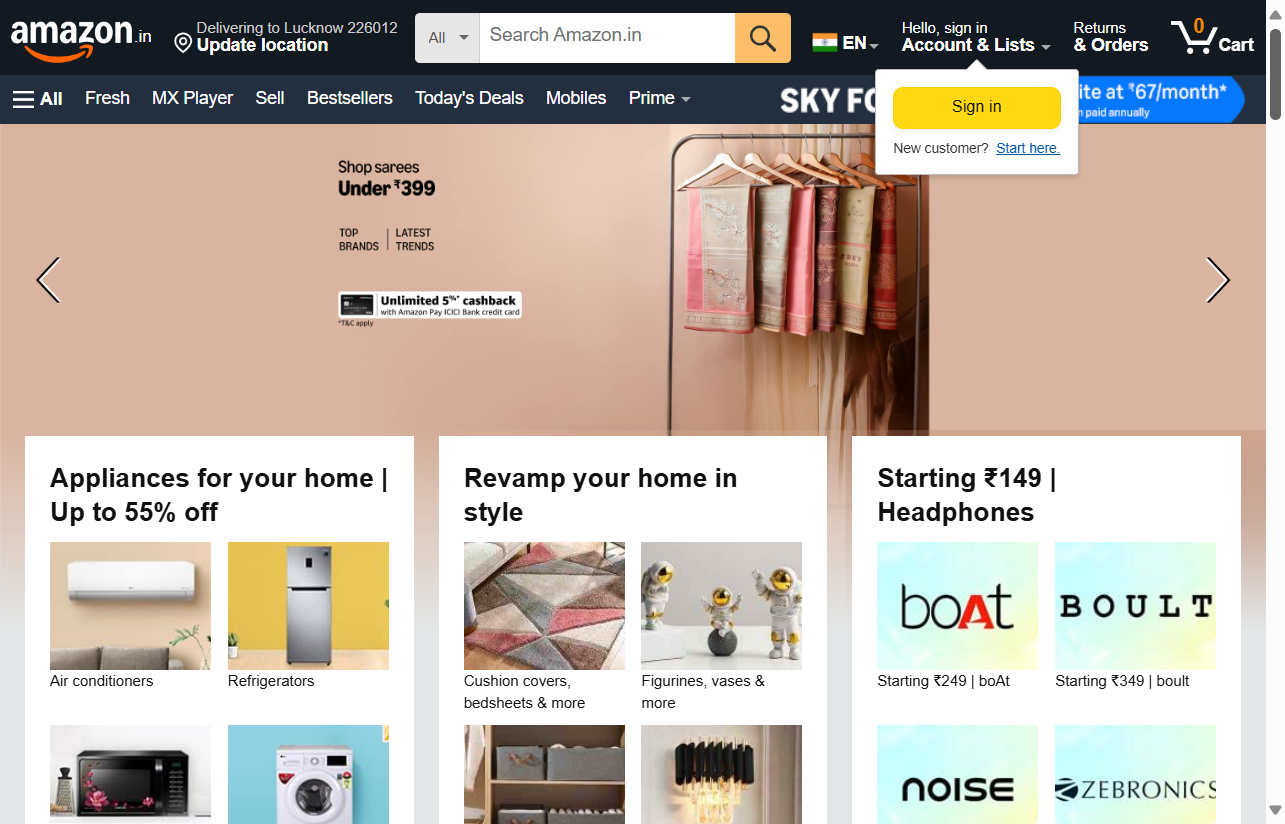 amazon.in
Delivering to Lucknow 226012
Update location
All
Search Amazon.in
EN
Hello, sign in
Account & Lists
Returns
& Orders
0
Cart
All
Fresh
MX Player
Sell
Bestsellers
Today's Deals
Mobiles
Prime
SKY
at ₹67/month*
paid annually
Sign in
New customer? Start here.
Shop sarees
Under ₹399
TOP
BRANDS
LATEST
TRENDS
Unlimited 5%* cashback
with Amazon Pay ICICI Bank credit card
*T&C apply
Appliances for your home |
Up to 55% off
Air conditioners
Refrigerators
Revamp your home in
style
Cushion covers,
bedsheets & more
Figurines, vases &
more
Starting ₹149 |
Headphones
boAt
BOULT
Starting ₹249 | boAt
Starting ₹349 | boult
NOISE
ZEBRONICS